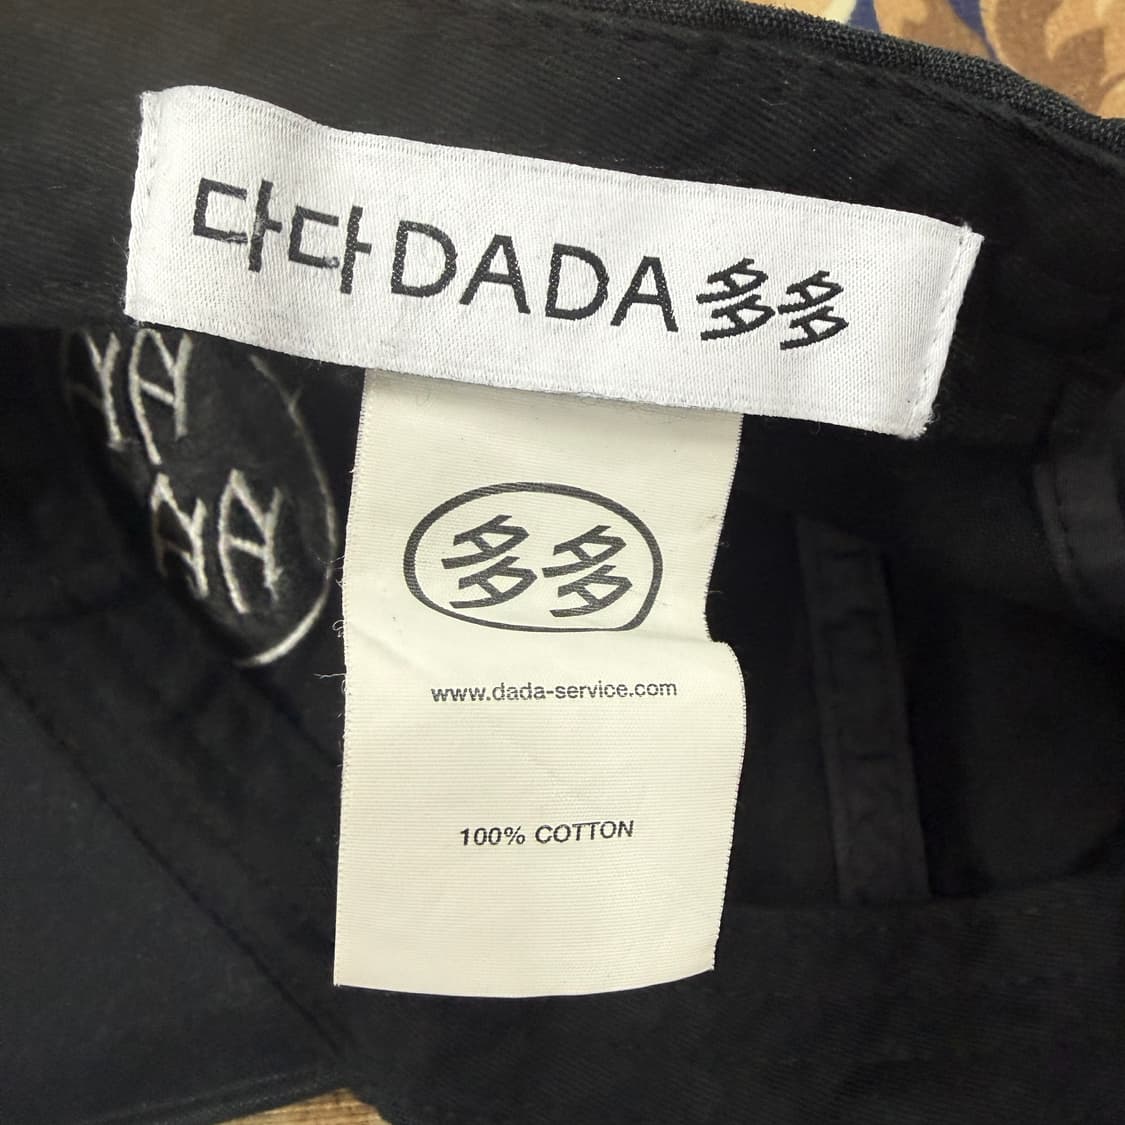 다다 DADA 多多
多多
www.dada-service.com
100% COTTON